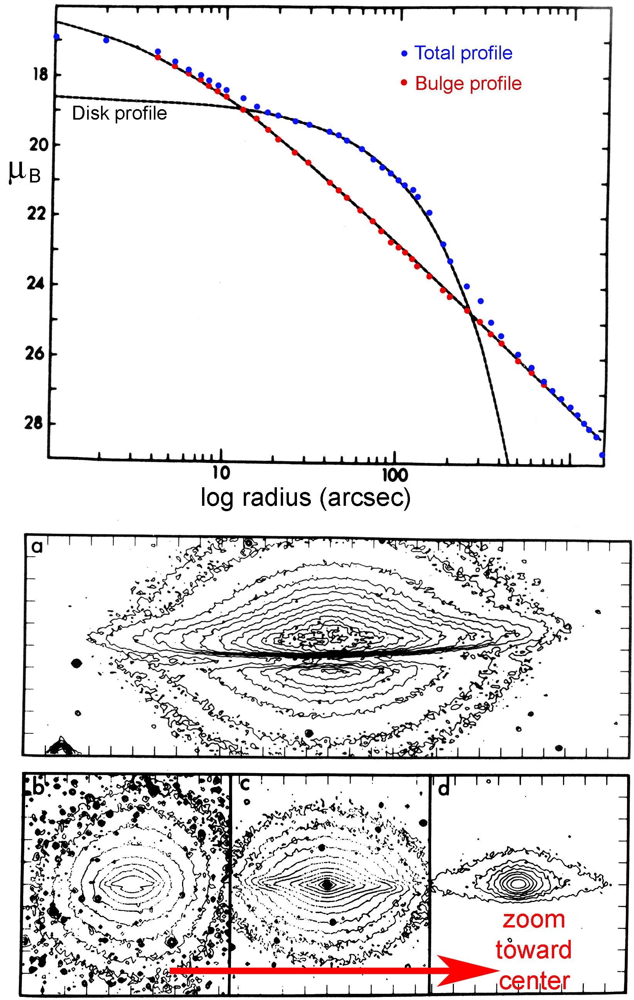 Total profile
Bulge profile
18
Disk profile
20
μB
22
24
26
28
10 100
log radius (arcsec)
a
b c d
zoom
toward
center